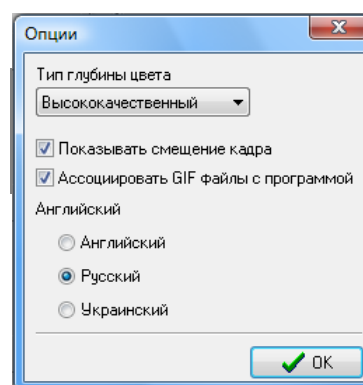 Опции
Тип глубины цвета
Высококачественный
Показывать смещение кадра
Ассоциировать GIF файлы с программой
Английский
Английский
Русский
Украинский
OK